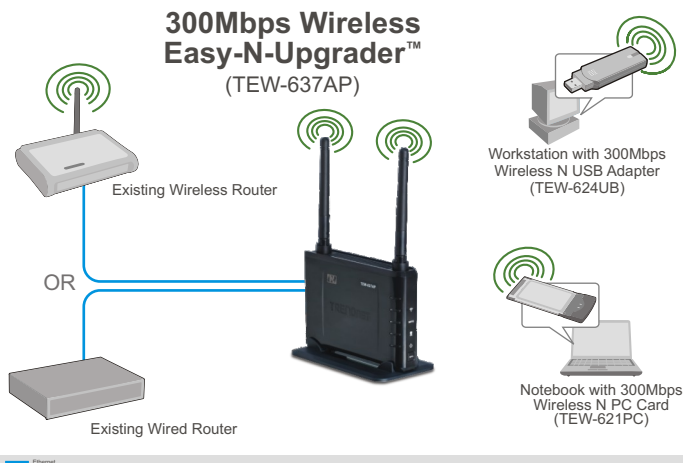 300Mbps Wireless
Easy-N-Upgrader™
(TEW-637AP)
Existing Wireless Router
OR
Existing Wired Router
Workstation with 300Mbps
Wireless N USB Adapter
(TEW-624UB)
Notebook with 300Mbps
Wireless N PC Card
(TEW-621PC)
Ethernet